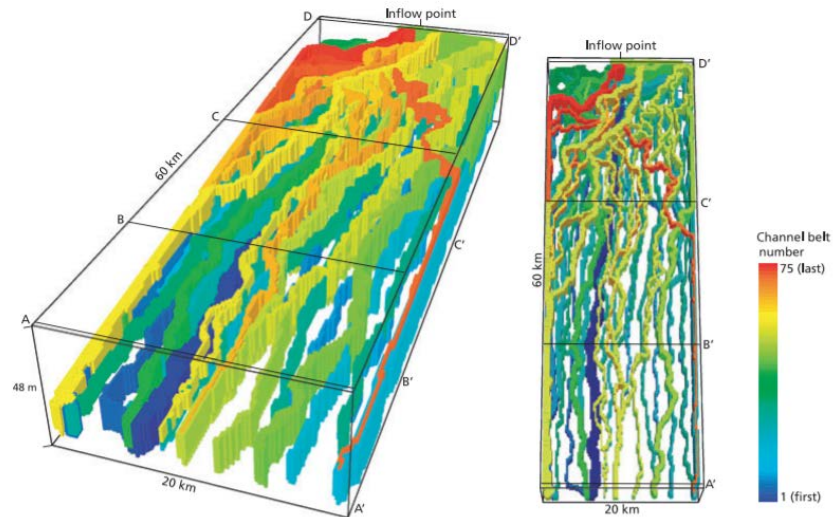 Inflow point
D
D′
C
60 km
B
C′
A
48 m
B′
20 km
A′
Inflow point
D′
C′
60 km
B′
A′
20 km
Channel belt
number
75 (last)
1 (first)